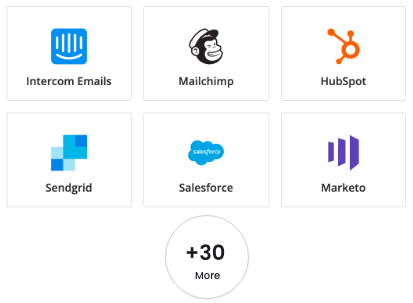 Intercom Emails
Mailchimp
HubSpot
salesforce
Sendgrid
Salesforce
Marketo
+30
More